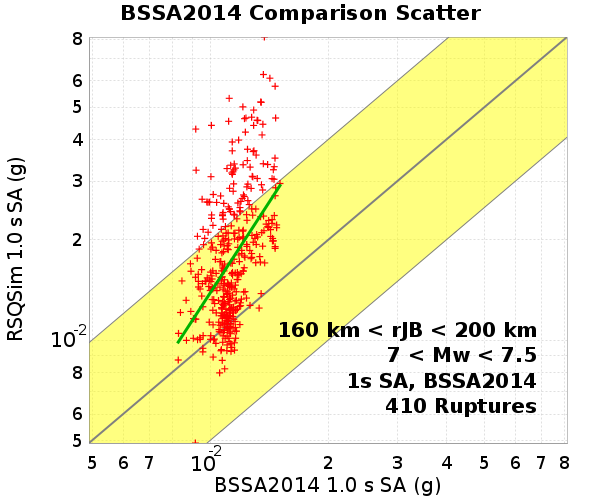 BSSA2014 Comparison Scatter
8
6
5
4
3
2
10-2
8
6
5
RSQSim 1.0 s SA (g)
160 km < rJB < 200 km
7 < Mw < 7.5
1s SA, BSSA2014
410 Ruptures
5 6 7 10-2 2 3 4 5 6 7 8
BSSA2014 1.0 s SA (g)